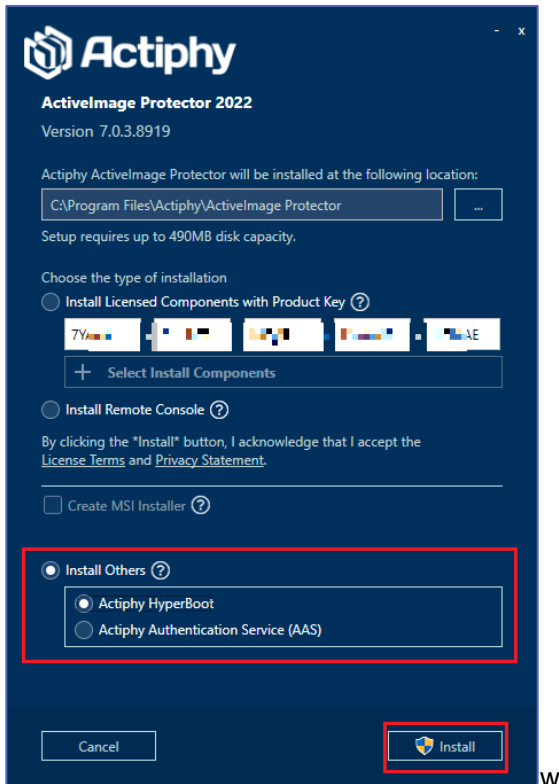 - x
Actiphy
ActiveImage Protector 2022
Version 7.0.3.8919
Actiphy ActiveImage Protector will be installed at the following location:
C:\Program Files\Actiphy\ActiveImage Protector ...
Setup requires up to 490MB disk capacity.
Choose the type of installation
Install Licensed Components with Product Key ?
+ Select Install Components
Install Remote Console ?
By clicking the *Install* button, I acknowledge that I accept the
License Terms and Privacy Statement.
Create MSI Installer ?
Install Others ?
Actiphy HyperBoot
Actiphy Authentication Service (AAS)
Cancel Install